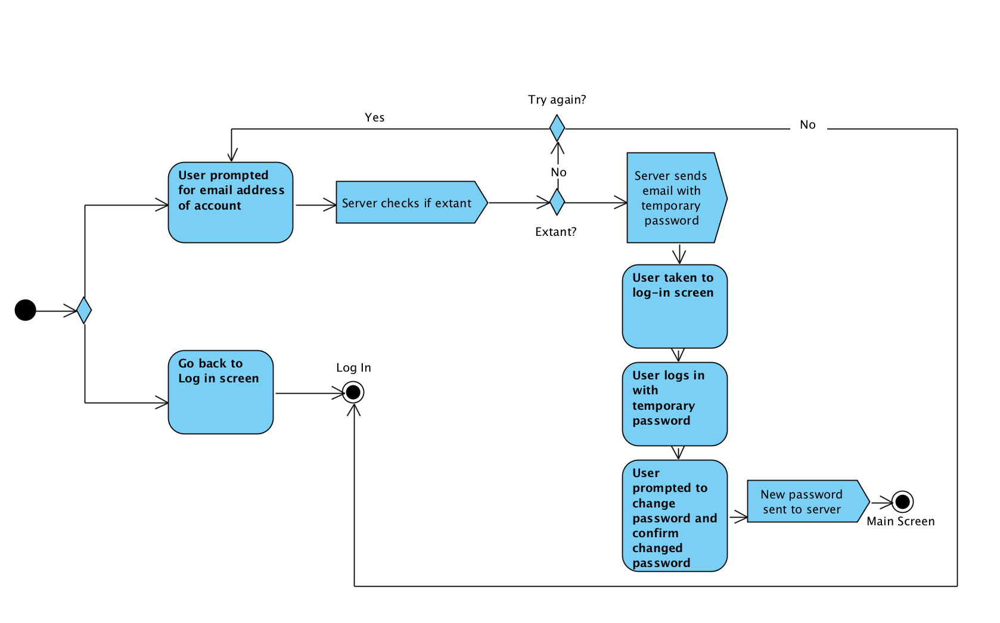 Try again?
Yes
No
User prompted
for email address
of account
Server checks if extant
No
Extant?
Server sends
email with
temporary
password
User taken to
log-in screen
Go back to
Log in screen
Log In
User logs in
with
temporary
password
User
prompted to
change
password and
confirm
changed
password
New password
sent to server
Main Screen